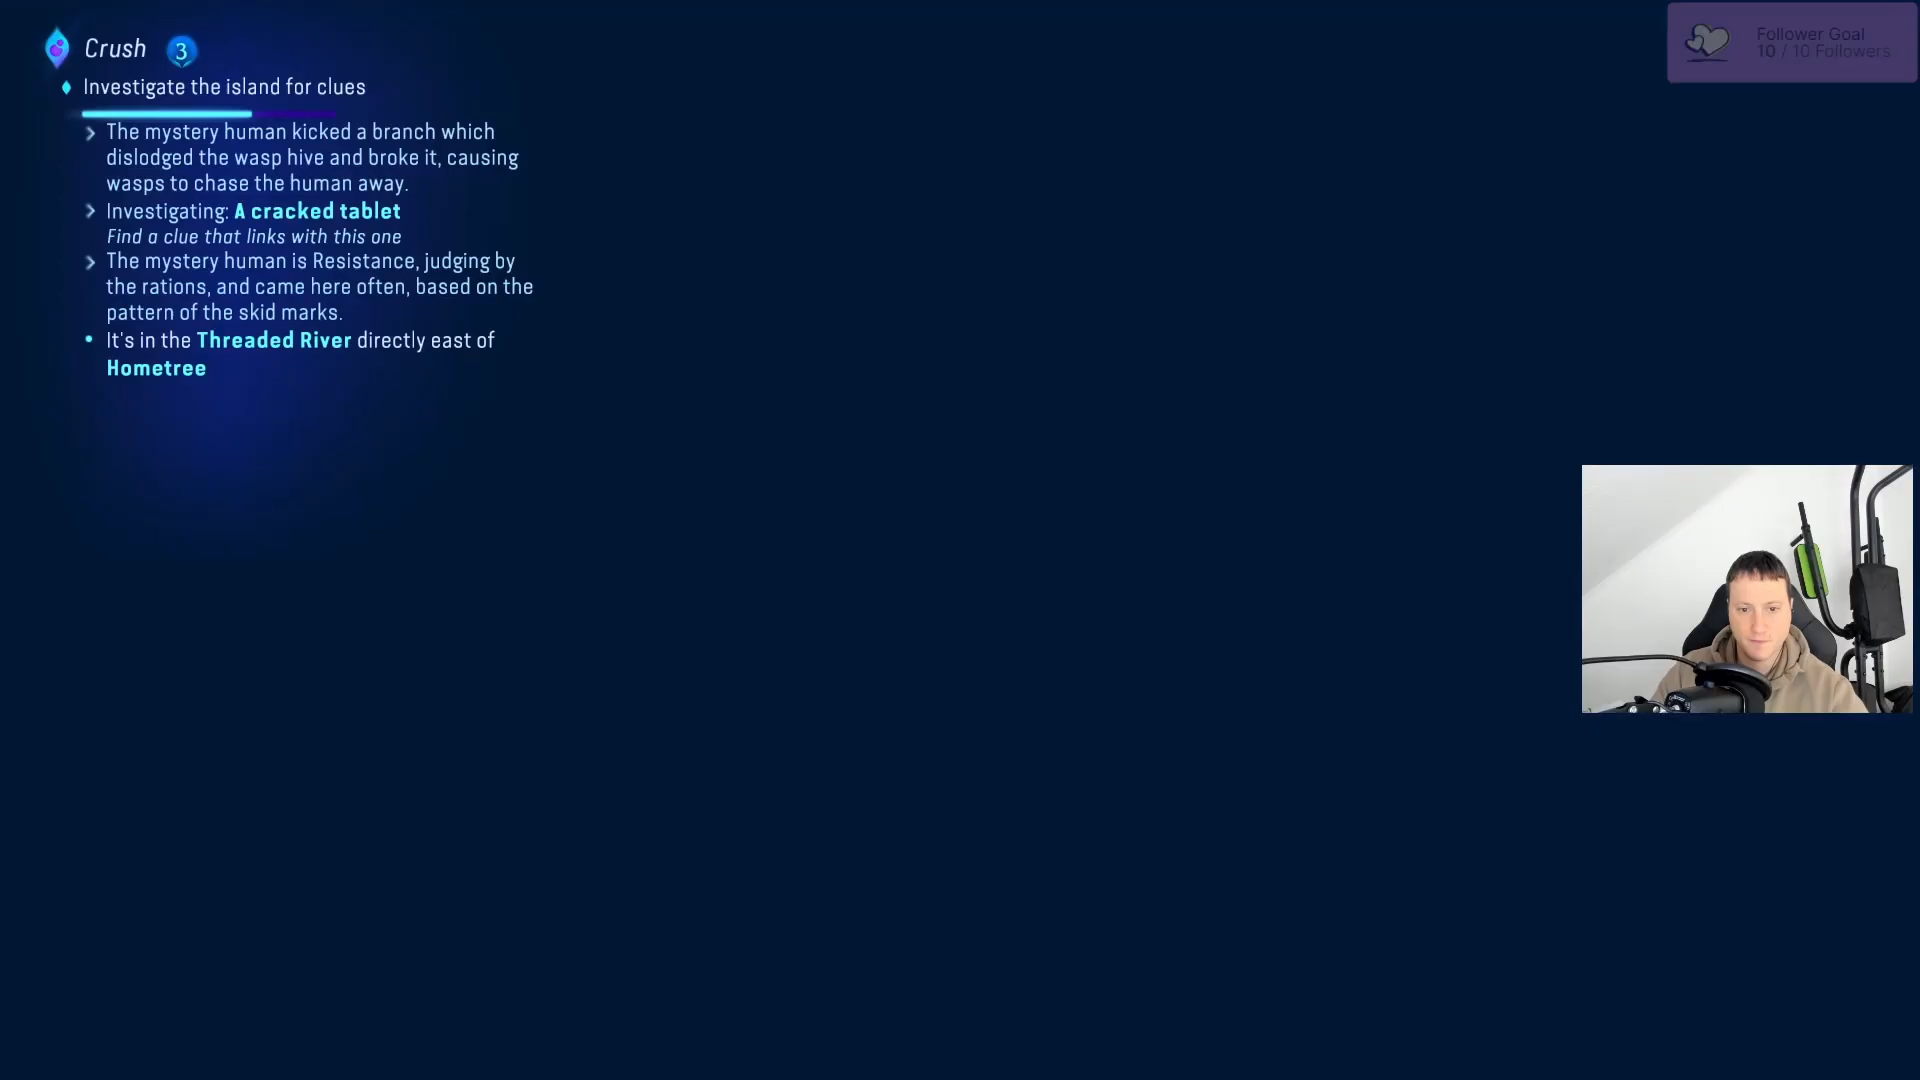 Crush 3
Investigate the island for clues
The mystery human kicked a branch which
dislodged the wasp hive and broke it, causing
wasps to chase the human away.
Investigating: A cracked tablet
Find a clue that links with this one
The mystery human is Resistance, judging by
the rations, and came here often, based on the
pattern of the skid marks.
It's in the Threaded River directly east of
Hometree
Follower Goal
10 / 10 Followers